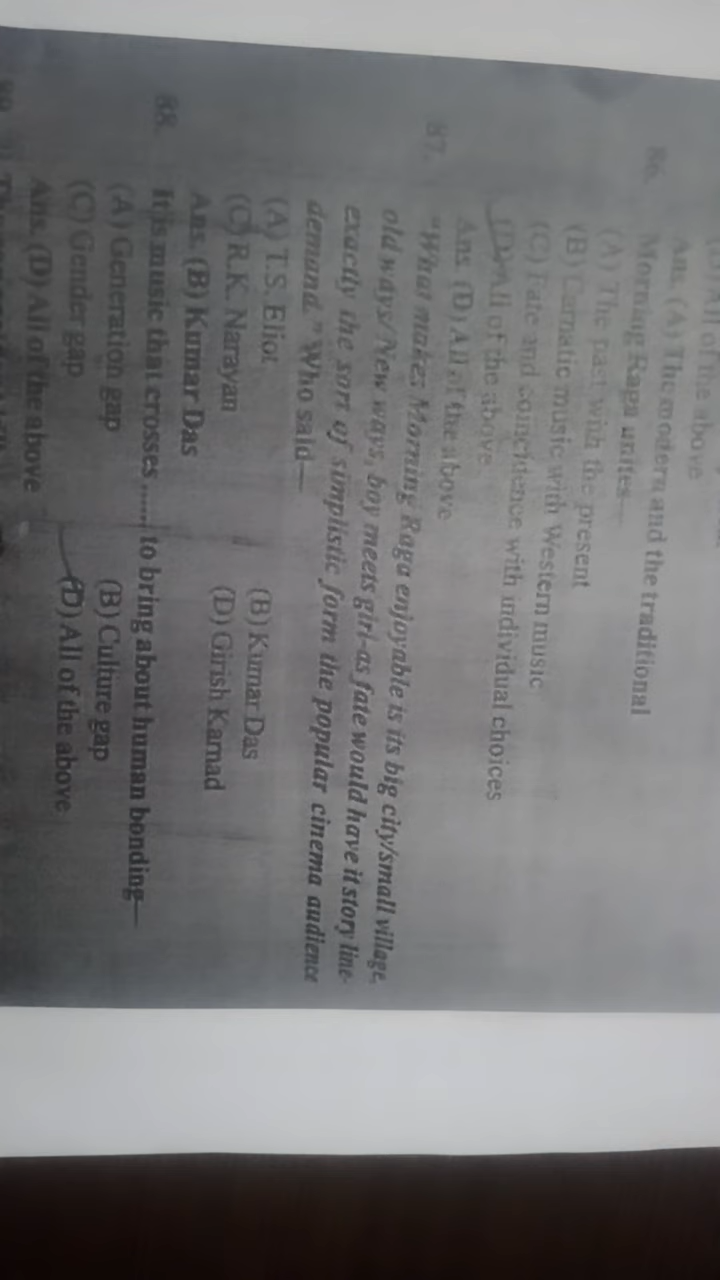 All of the above
Ans. (A) The modern and the traditional
86. Morning Raga unites—
(A) The past with the present
(B) Carnatic music with Western music
(C) Fate and coincidence with individual choices
(D) All of the above
Ans. (D) All of the above
87. "What makes Morning Raga enjoyable is its big city/small village,
old ways/New ways, boy meets girl-as fate would have it story line-
exactly the sort of simplistic form the popular cinema audience
demand." Who said—
(A) T.S. Eliot (B) Kumar Das
(C) R.K. Narayan (D) Girish Karnad
Ans. (B) Kumar Das
88. It is music that crosses ...... to bring about human bonding—
(A) Generation gap (B) Culture gap
(C) Gender gap (D) All of the above
Ans. (D) All of the above